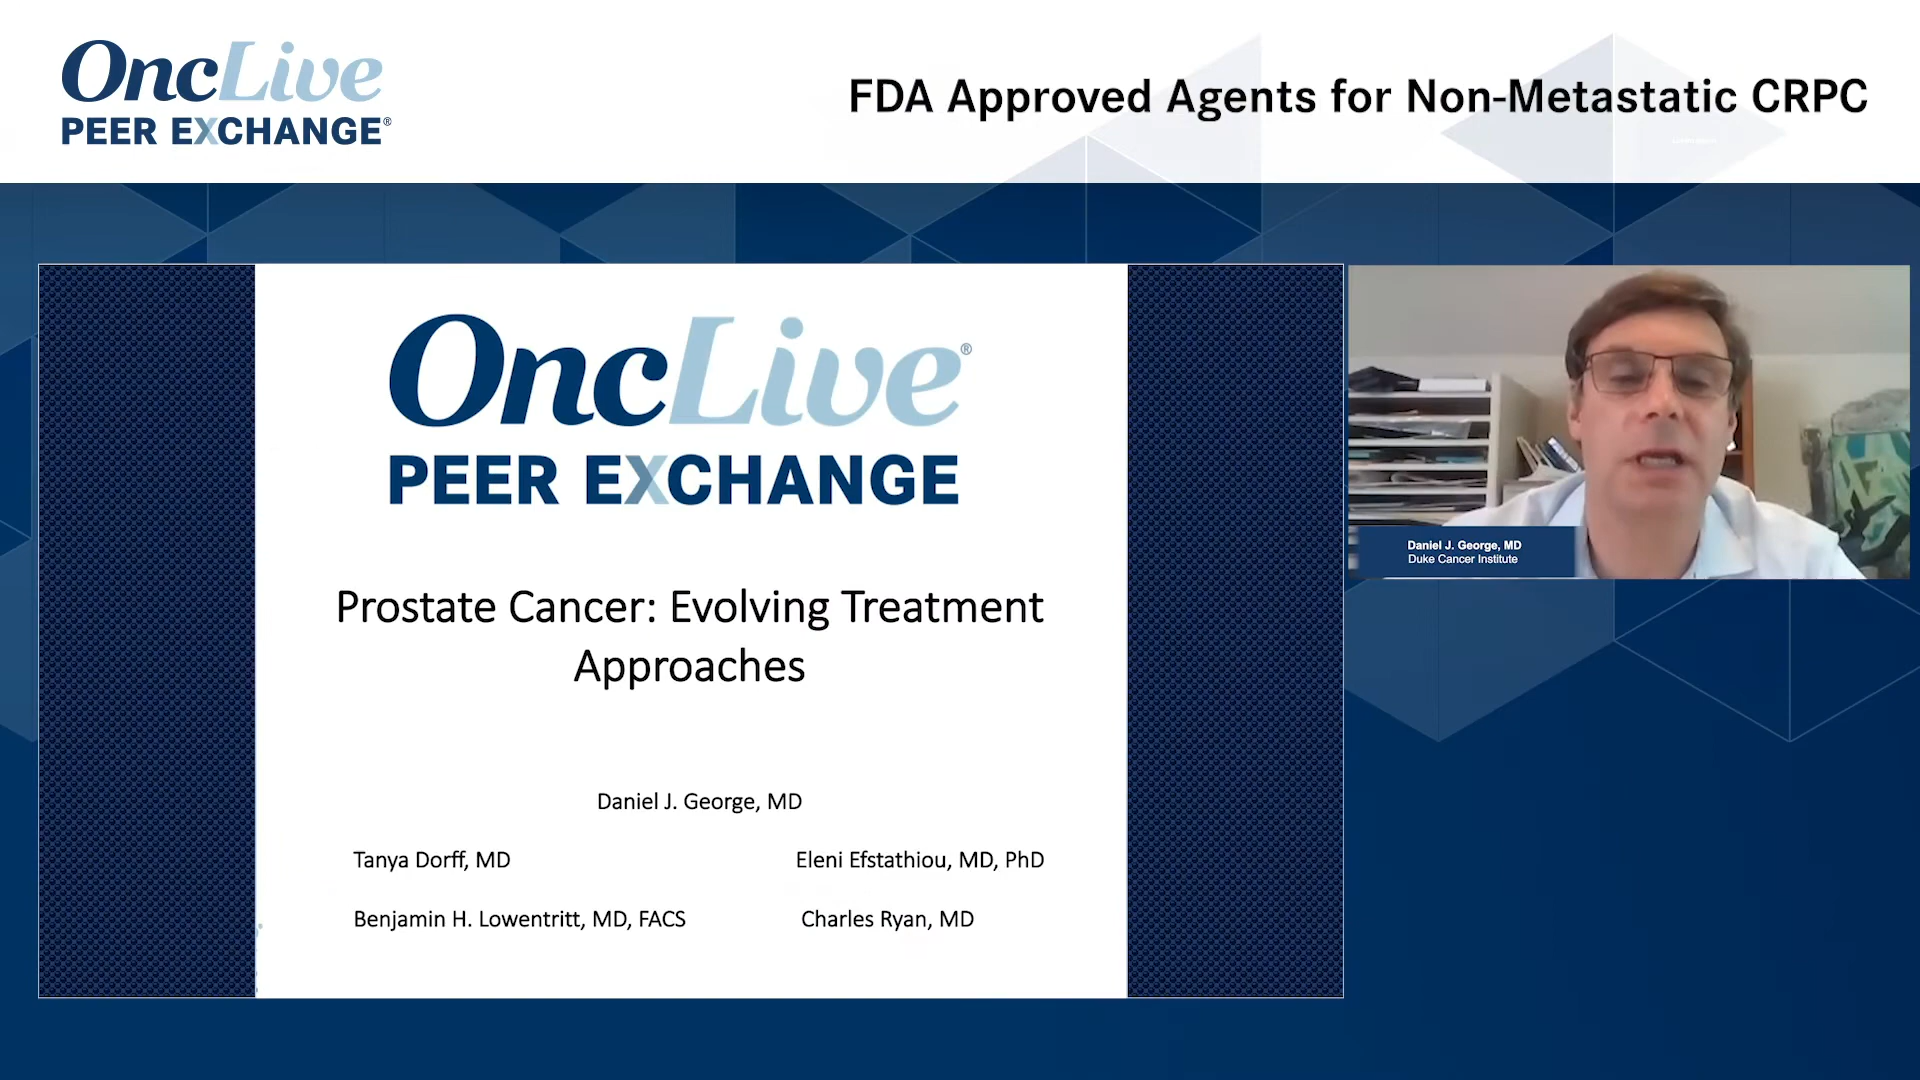 OncLive
PEER EXCHANGE®
FDA Approved Agents for Non-Metastatic CRPC
OncLive®
PEER EXCHANGE
Prostate Cancer: Evolving Treatment
Approaches
Daniel J. George, MD
Tanya Dorff, MD
Eleni Efstathiou, MD, PhD
Benjamin H. Lowentritt, MD, FACS
Charles Ryan, MD
Daniel J. George, MD
Duke Cancer Institute